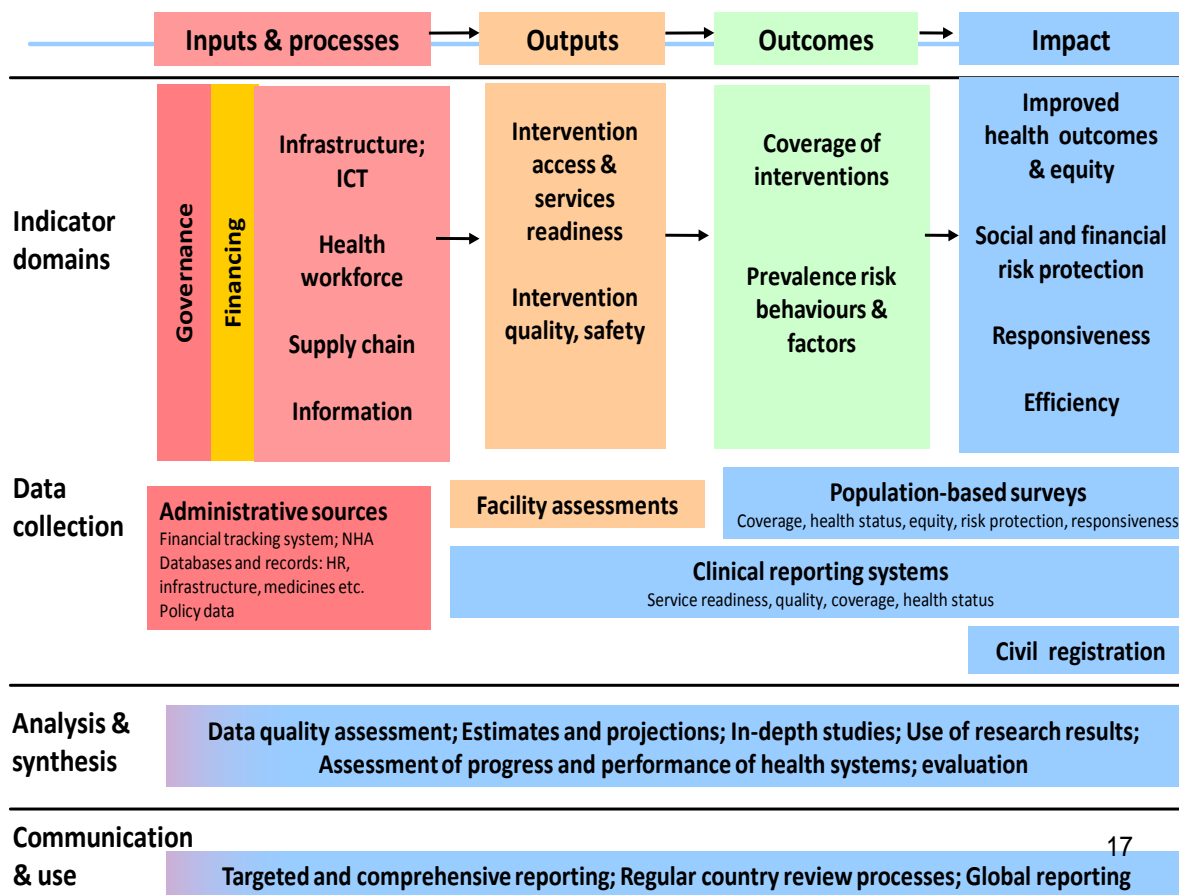 Inputs & processes
Outputs
Outcomes
Impact
Indicator
domains
Governance
Financing
Infrastructure;
ICT
Health
workforce
Supply chain
Information
Intervention
access &
services
readiness
Intervention
quality, safety
Coverage of
interventions
Prevalence risk
behaviours &
factors
Improved
health outcomes
& equity
Social and financial
risk protection
Responsiveness
Efficiency
Data
collection
Administrative sources
Financial tracking system; NHA
Databases and records: HR,
infrastructure, medicines etc.
Policy data
Facility assessments
Population-based surveys
Coverage, health status, equity, risk protection, responsiveness
Clinical reporting systems
Service readiness, quality, coverage, health status
Civil registration
Analysis &
synthesis
Data quality assessment; Estimates and projections; In-depth studies; Use of research results;
Assessment of progress and performance of health systems; evaluation
Communication
& use
17
Targeted and comprehensive reporting; Regular country review processes; Global reporting